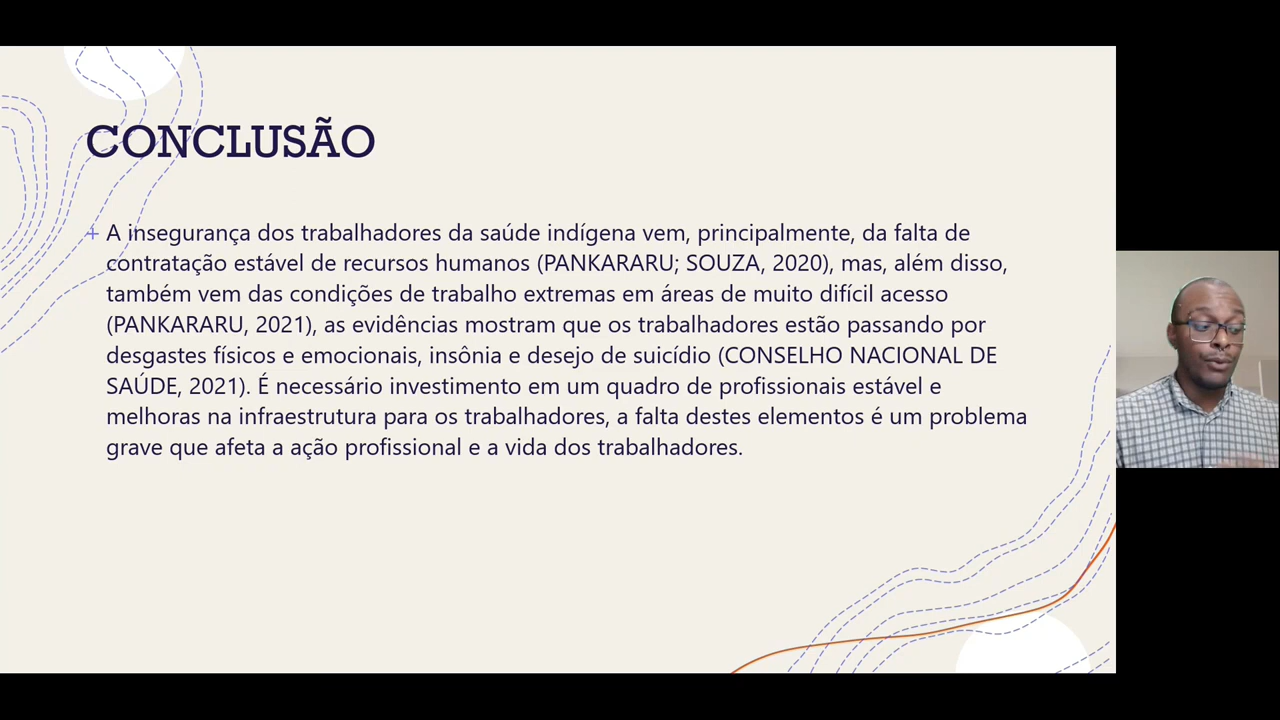 CONCLUSÃO
+ A insegurança dos trabalhadores da saúde indígena vem, principalmente, da falta de
contratação estável de recursos humanos (PANKARARU; SOUZA, 2020), mas, além disso,
também vem das condições de trabalho extremas em áreas de muito difícil acesso
(PANKARARU, 2021), as evidências mostram que os trabalhadores estão passando por
desgastes físicos e emocionais, insônia e desejo de suicídio (CONSELHO NACIONAL DE
SAÚDE, 2021). É necessário investimento em um quadro de profissionais estável e
melhoras na infraestrutura para os trabalhadores, a falta destes elementos é um problema
grave que afeta a ação profissional e a vida dos trabalhadores.